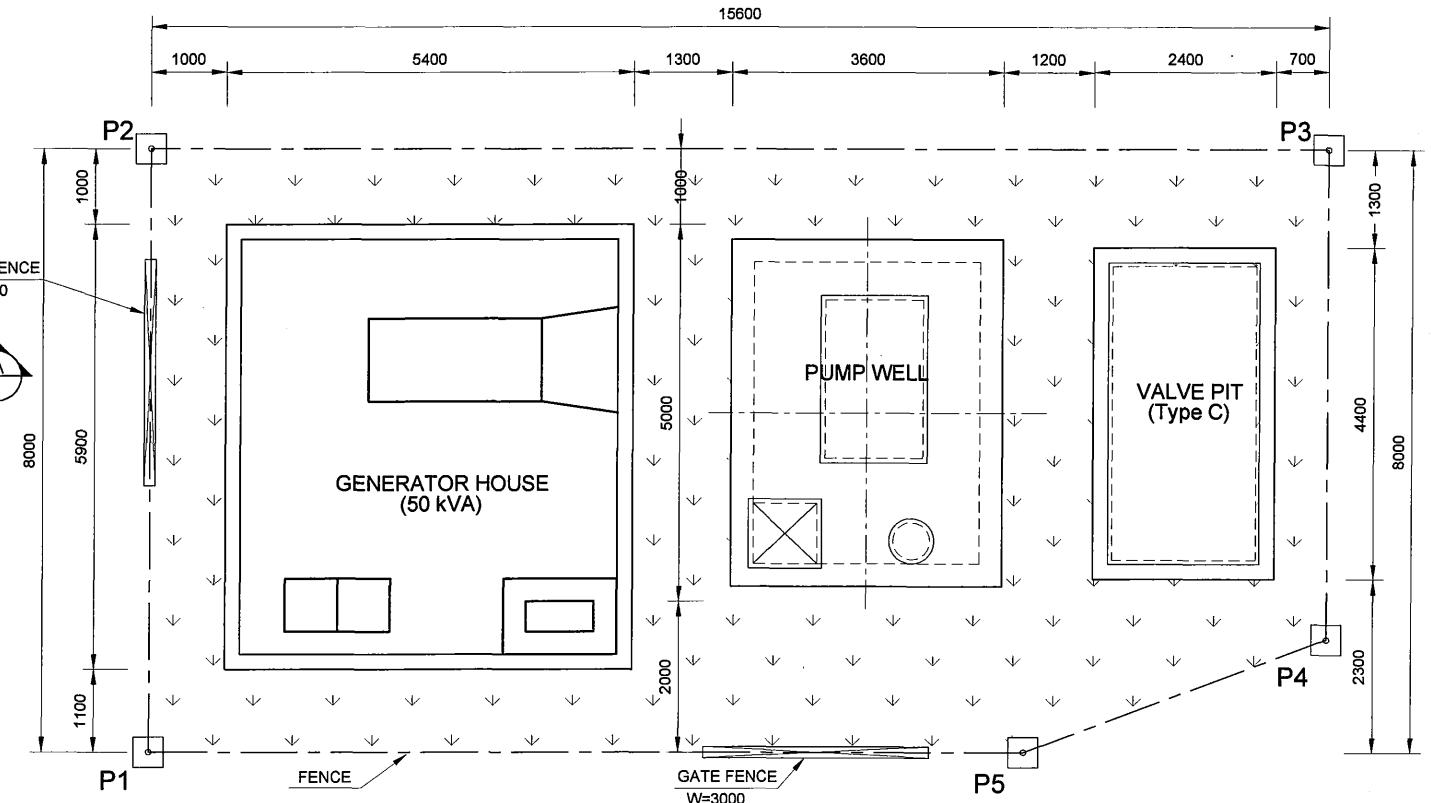 15600
1000 5400 1300 3600 1200 2400 700
P2
P3
1000
1000
1300
ENCE
0
PUMP WELL
VALVE PIT
(Type C)
8000
5900
5000
4400
8000
GENERATOR HOUSE
(50 kVA)
2000
P4
2300
1100
P1
FENCE
GATE FENCE
W=3000
P5